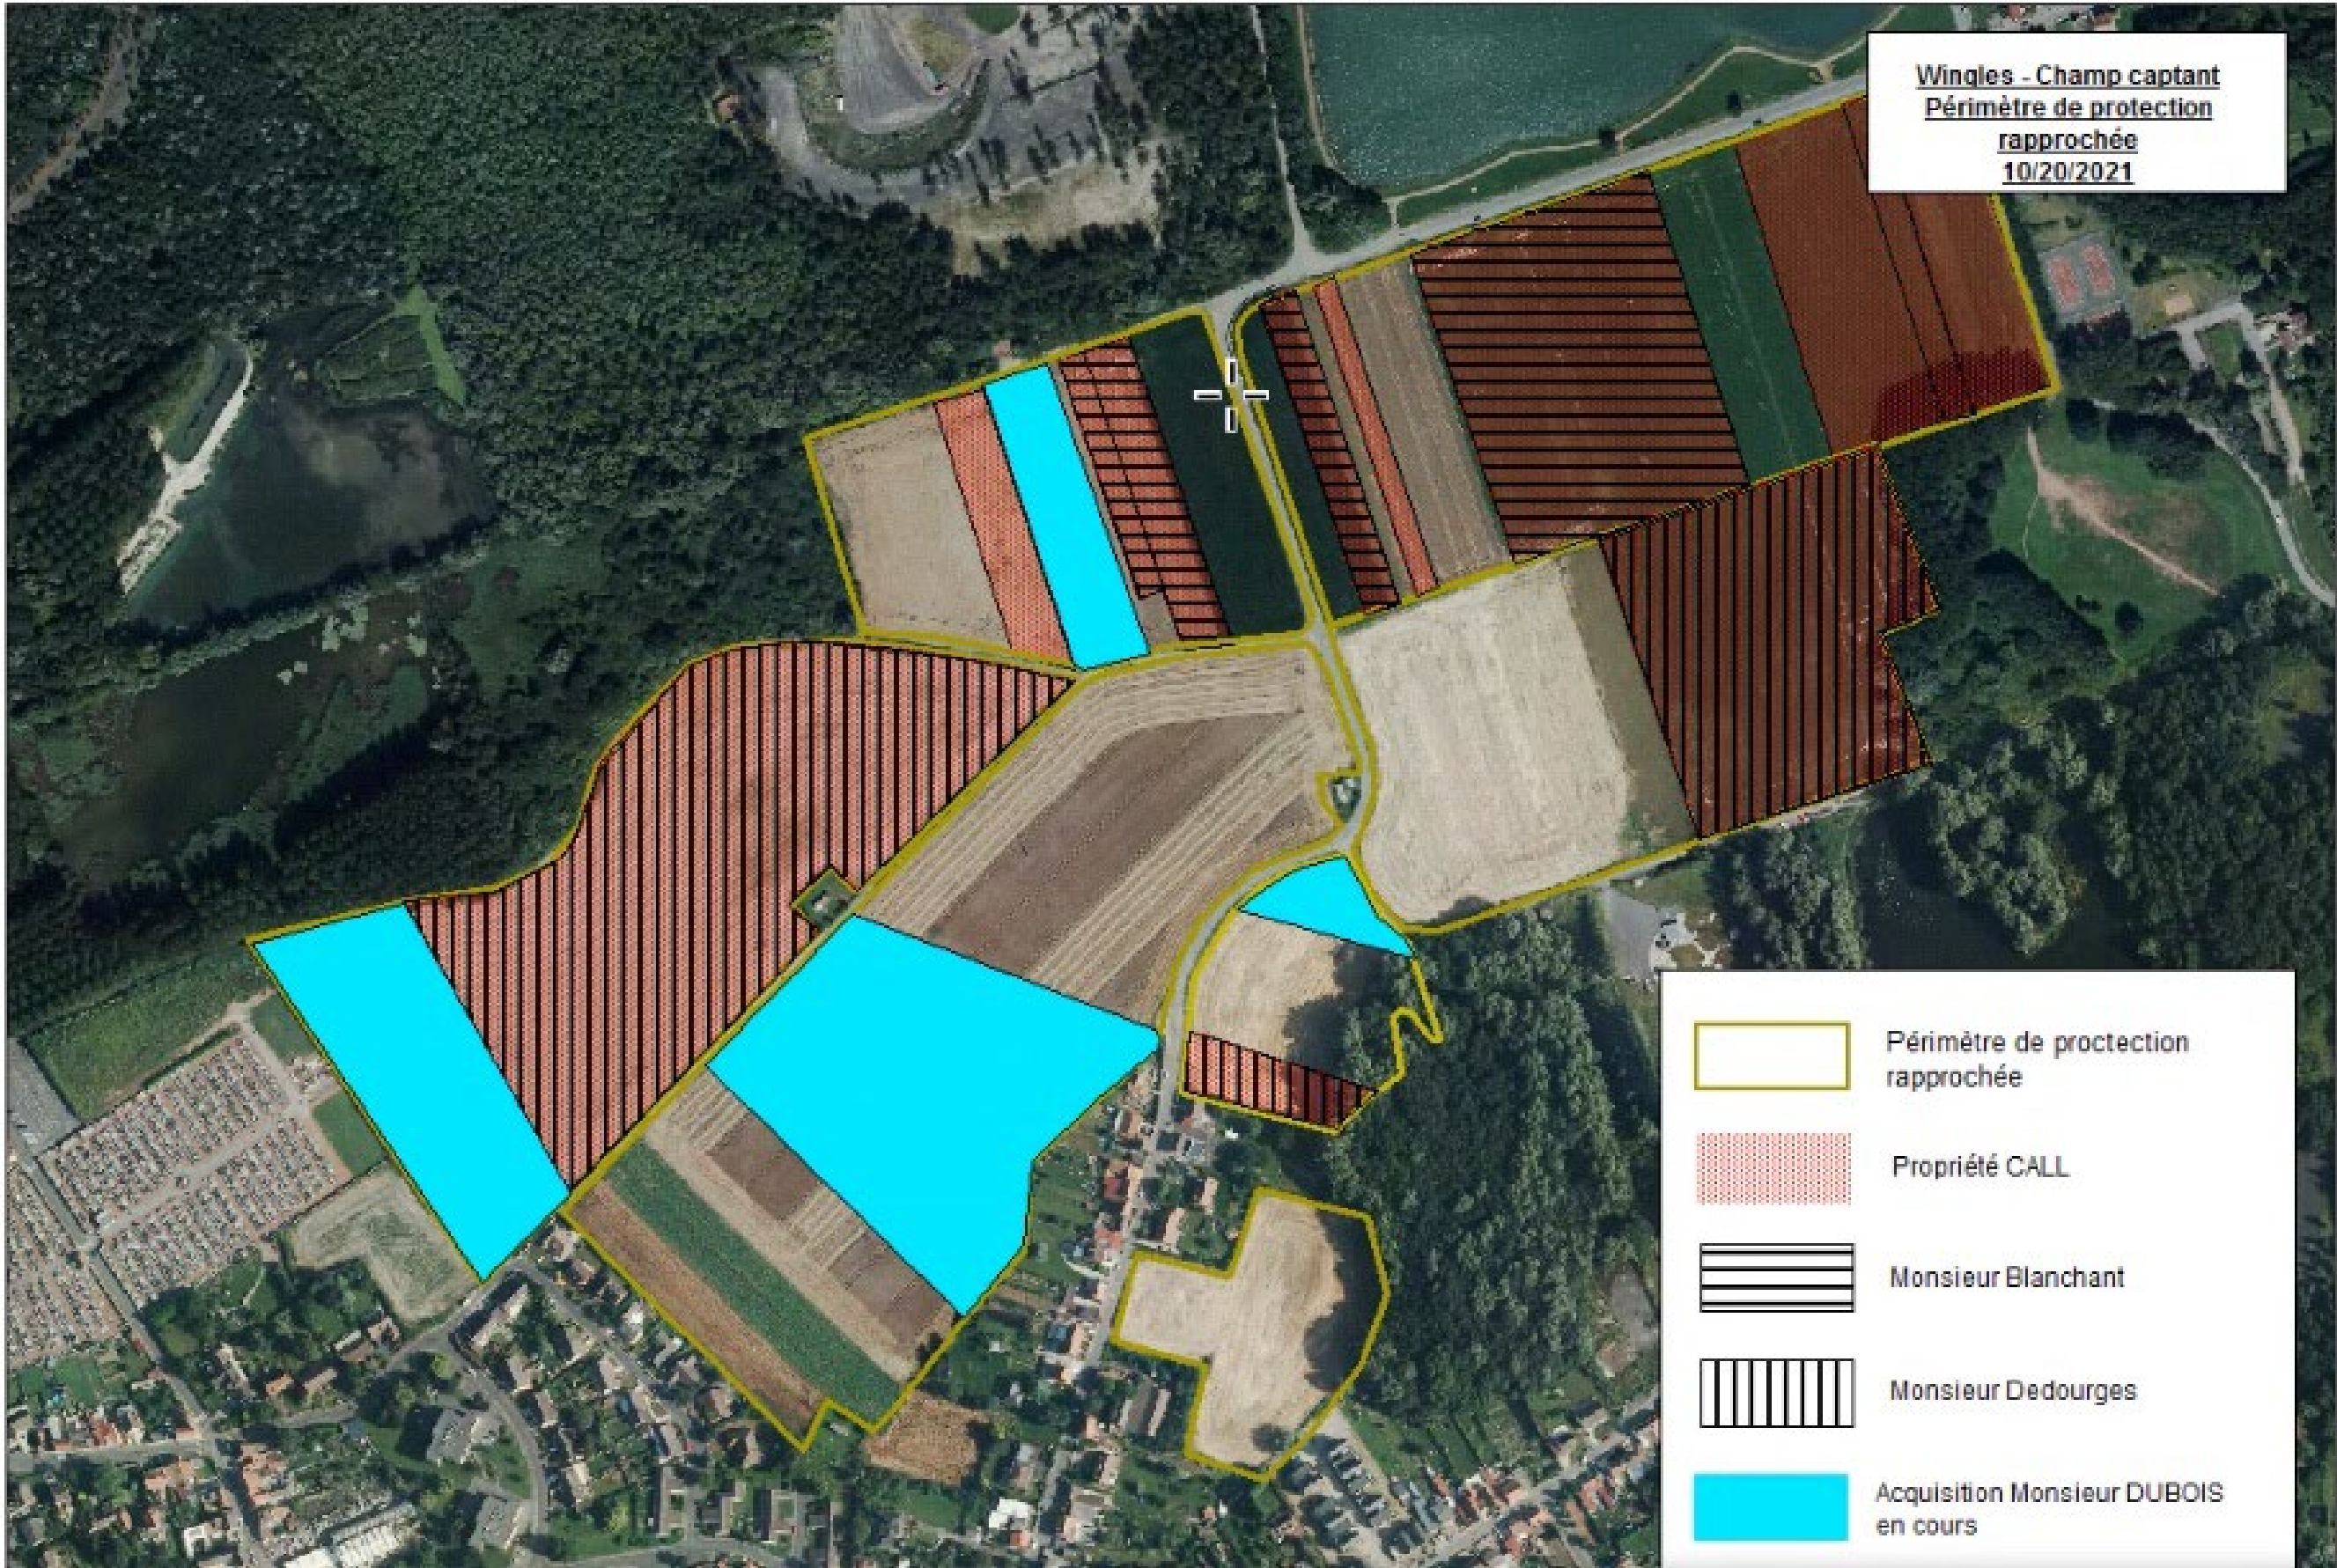 Wingles - Champ captant
Périmètre de protection
rapprochée
10/20/2021
Périmètre de proctection
rapprochée
Propriété CALL
Monsieur Blanchant
Monsieur Dedourges
Acquisition Monsieur DUBOIS
en cours